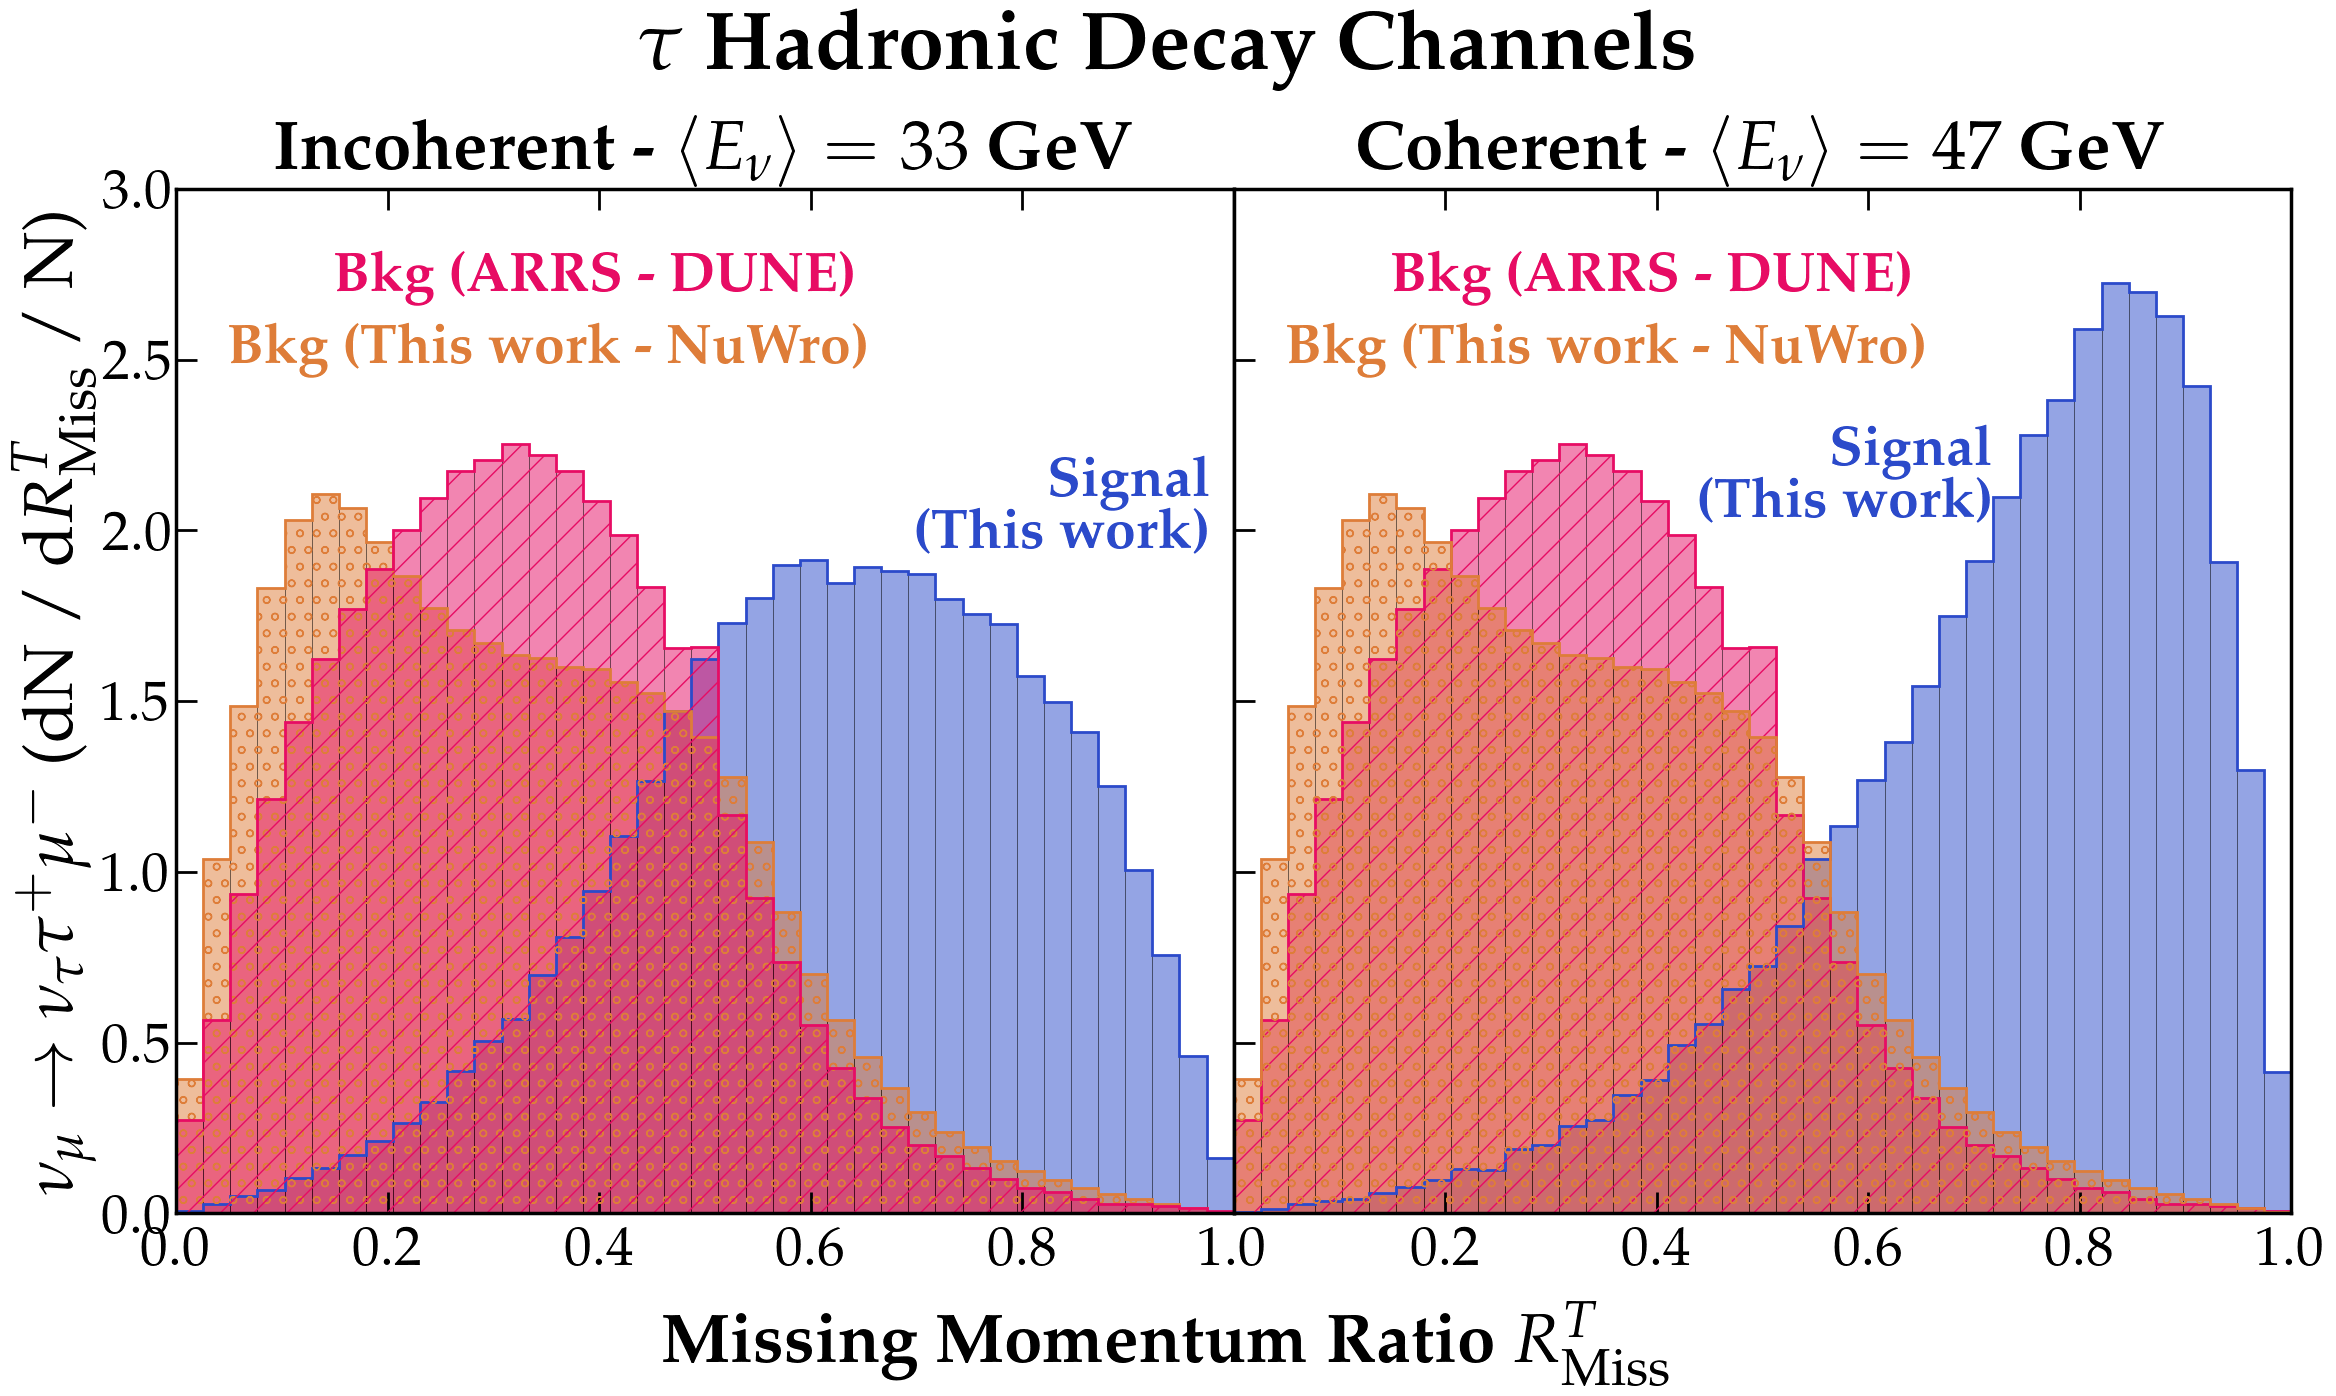 τ Hadronic Decay Channels
Incoherent - ⟨E_ν⟩ = 33 GeV
Coherent - ⟨E_ν⟩ = 47 GeV
ν_μ → ν_τ τ⁺ μ⁻ (dN / dR^T_Miss / N)
3.0
2.5
2.0
1.5
1.0
0.5
0.0
Bkg (ARRS - DUNE)
Bkg (This work - NuWro)
Signal
(This work)
Bkg (ARRS - DUNE)
Bkg (This work - NuWro)
Signal
(This work)
0.0 0.2 0.4 0.6 0.8 1.0 0.2 0.4 0.6 0.8 1.0
Missing Momentum Ratio R^T_Miss